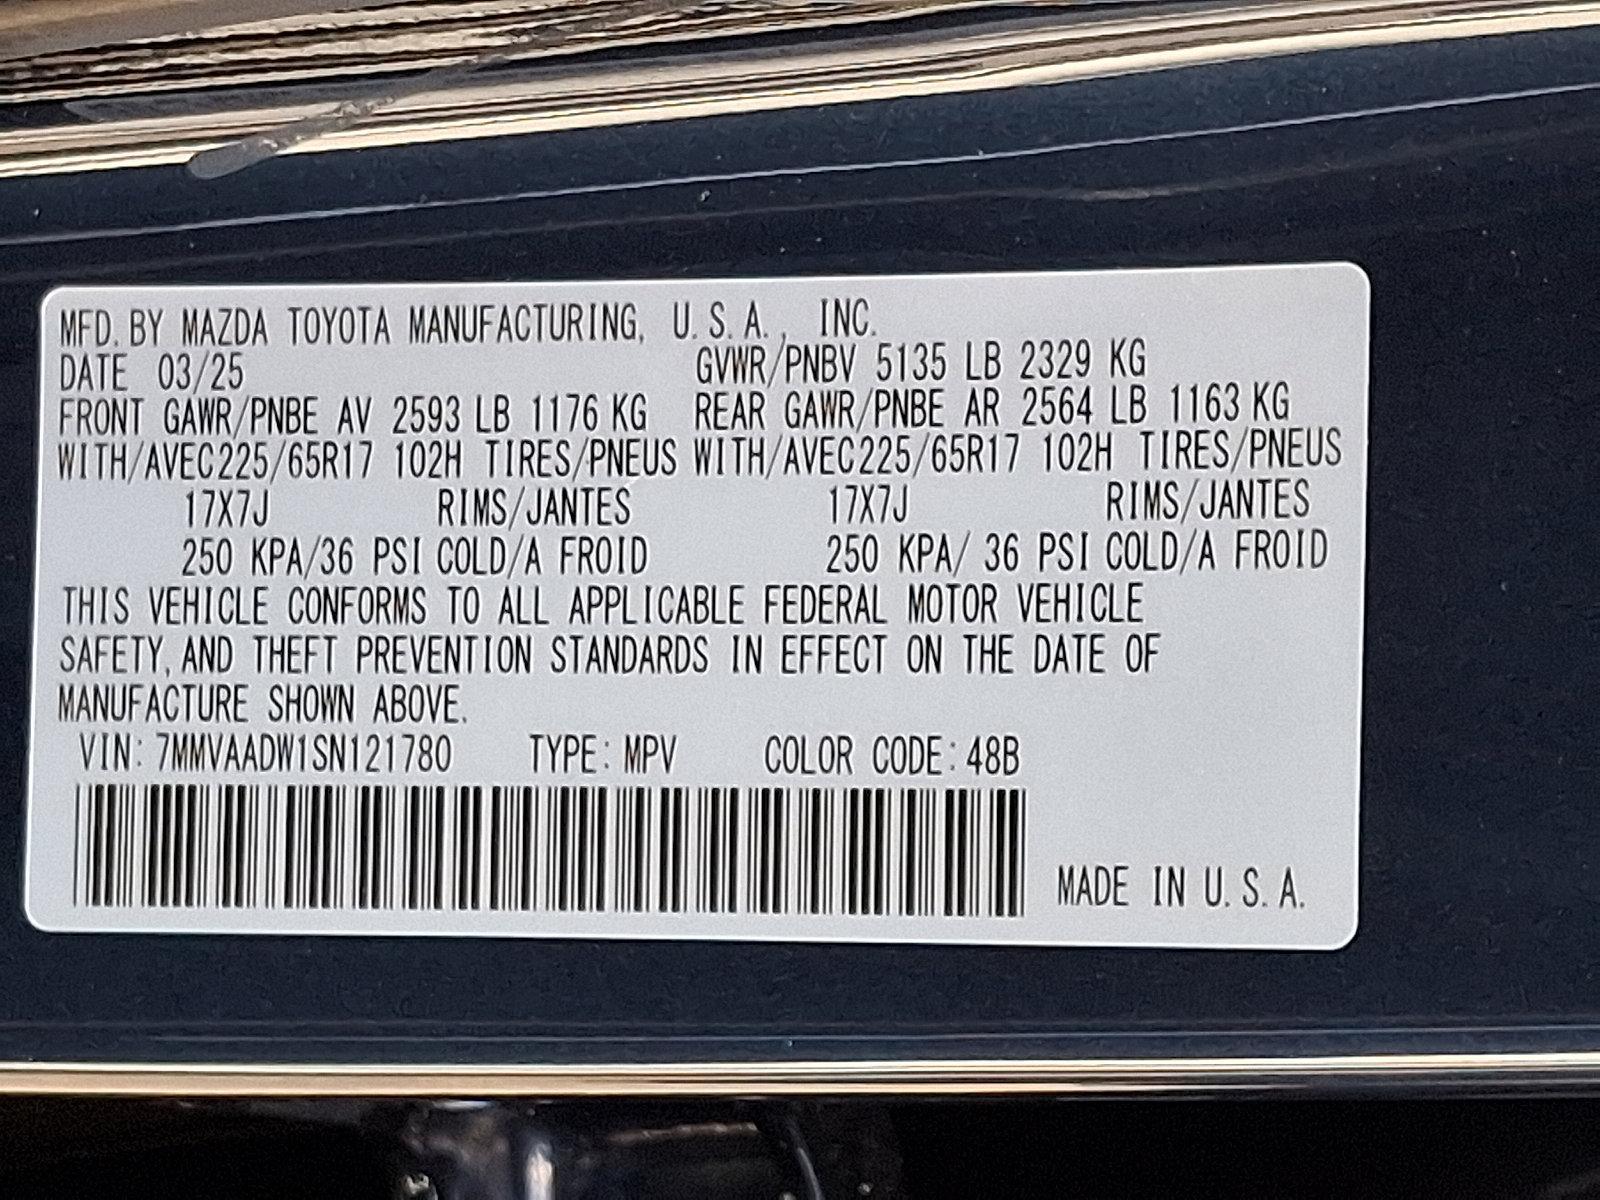 MFD. BY MAZDA TOYOTA MANUFACTURING, U.S.A., INC.
DATE 03/25 GVWR/PNBV 5135 LB 2329 KG
FRONT GAWR/PNBE AV 2593 LB 1176 KG REAR GAWR/PNBE AR 2564 LB 1163 KG
WITH/AVEC225/65R17 102H TIRES/PNEUS WITH/AVEC225/65R17 102H TIRES/PNEUS
17X7J RIMS/JANTES 17X7J RIMS/JANTES
250 KPA/36 PSI COLD/A FROID 250 KPA/ 36 PSI COLD/A FROID
THIS VEHICLE CONFORMS TO ALL APPLICABLE FEDERAL MOTOR VEHICLE
SAFETY, AND THEFT PREVENTION STANDARDS IN EFFECT ON THE DATE OF
MANUFACTURE SHOWN ABOVE.
VIN: 7MMVAADW1SN121780 TYPE: MPV COLOR CODE: 48B
MADE IN U.S.A.